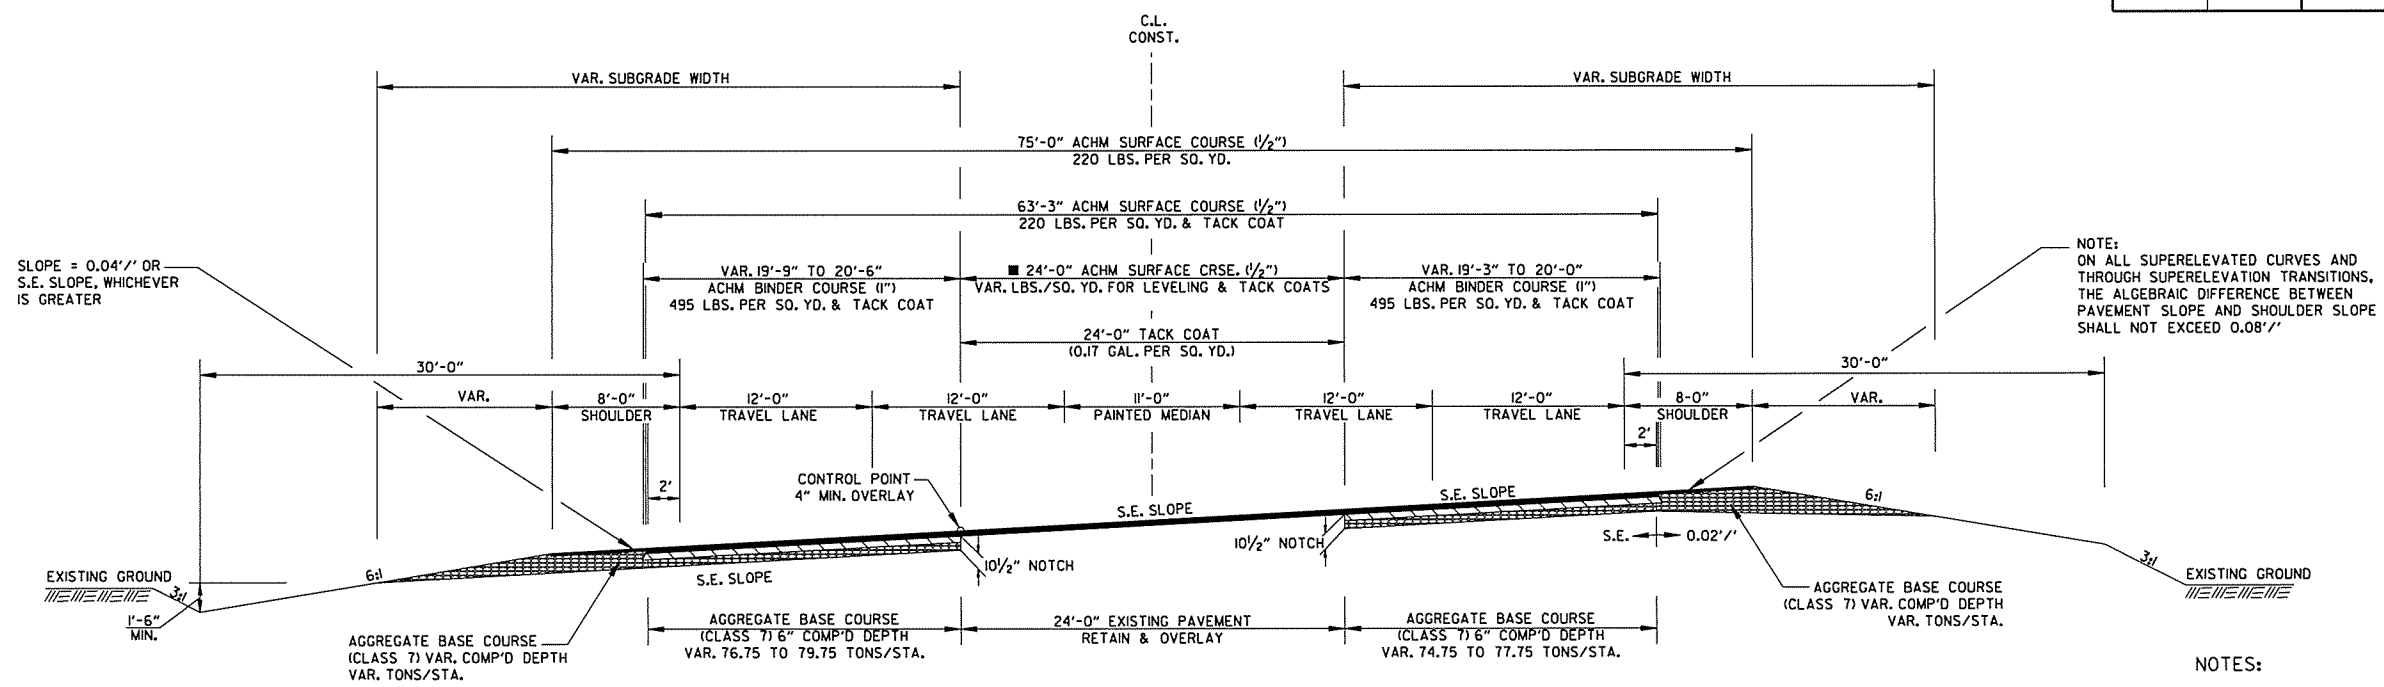 C.L.
CONST.
VAR. SUBGRADE WIDTH
VAR. SUBGRADE WIDTH
75'-0" ACHM SURFACE COURSE (1/2")
220 LBS. PER SQ. YD.
63'-3" ACHM SURFACE COURSE (1/2")
220 LBS. PER SQ. YD. & TACK COAT
SLOPE = 0.04'/' OR
S.E. SLOPE, WHICHEVER
IS GREATER
VAR. 19'-9" TO 20'-6"
ACHM BINDER COURSE (1")
495 LBS. PER SQ. YD. & TACK COAT
■ 24'-0" ACHM SURFACE CRSE. (1/2")
VAR. LBS./SQ. YD. FOR LEVELING & TACK COATS
VAR. 19'-3" TO 20'-0"
ACHM BINDER COURSE (1")
495 LBS. PER SQ. YD. & TACK COAT
NOTE:
ON ALL SUPERELEVATED CURVES AND
THROUGH SUPERELEVATION TRANSITIONS,
THE ALGEBRAIC DIFFERENCE BETWEEN
PAVEMENT SLOPE AND SHOULDER SLOPE
SHALL NOT EXCEED 0.08'/'
24'-0" TACK COAT
(0.17 GAL. PER SQ. YD.)
30'-0"
30'-0"
VAR.
8'-0"
SHOULDER
12'-0"
TRAVEL LANE
12'-0"
TRAVEL LANE
11'-0"
PAINTED MEDIAN
12'-0"
TRAVEL LANE
12'-0"
TRAVEL LANE
8-0"
SHOULDER
VAR.
2'
2'
CONTROL POINT
4" MIN. OVERLAY
S.E. SLOPE
S.E. SLOPE
6:1
10 1/2" NOTCH
10 1/2" NOTCH
S.E.
0.02'/'
6:1
S.E. SLOPE
EXISTING GROUND
3:1
1'-6"
MIN.
3:1
EXISTING GROUND
AGGREGATE BASE COURSE
(CLASS 7) VAR. COMP'D DEPTH
VAR. TONS/STA.
AGGREGATE BASE COURSE
(CLASS 7) 6" COMP'D DEPTH
VAR. 76.75 TO 79.75 TONS/STA.
24'-0" EXISTING PAVEMENT
RETAIN & OVERLAY
AGGREGATE BASE COURSE
(CLASS 7) 6" COMP'D DEPTH
VAR. 74.75 TO 77.75 TONS/STA.
AGGREGATE BASE COURSE
(CLASS 7) VAR. COMP'D DEPTH
VAR. TONS/STA.
NOTES: